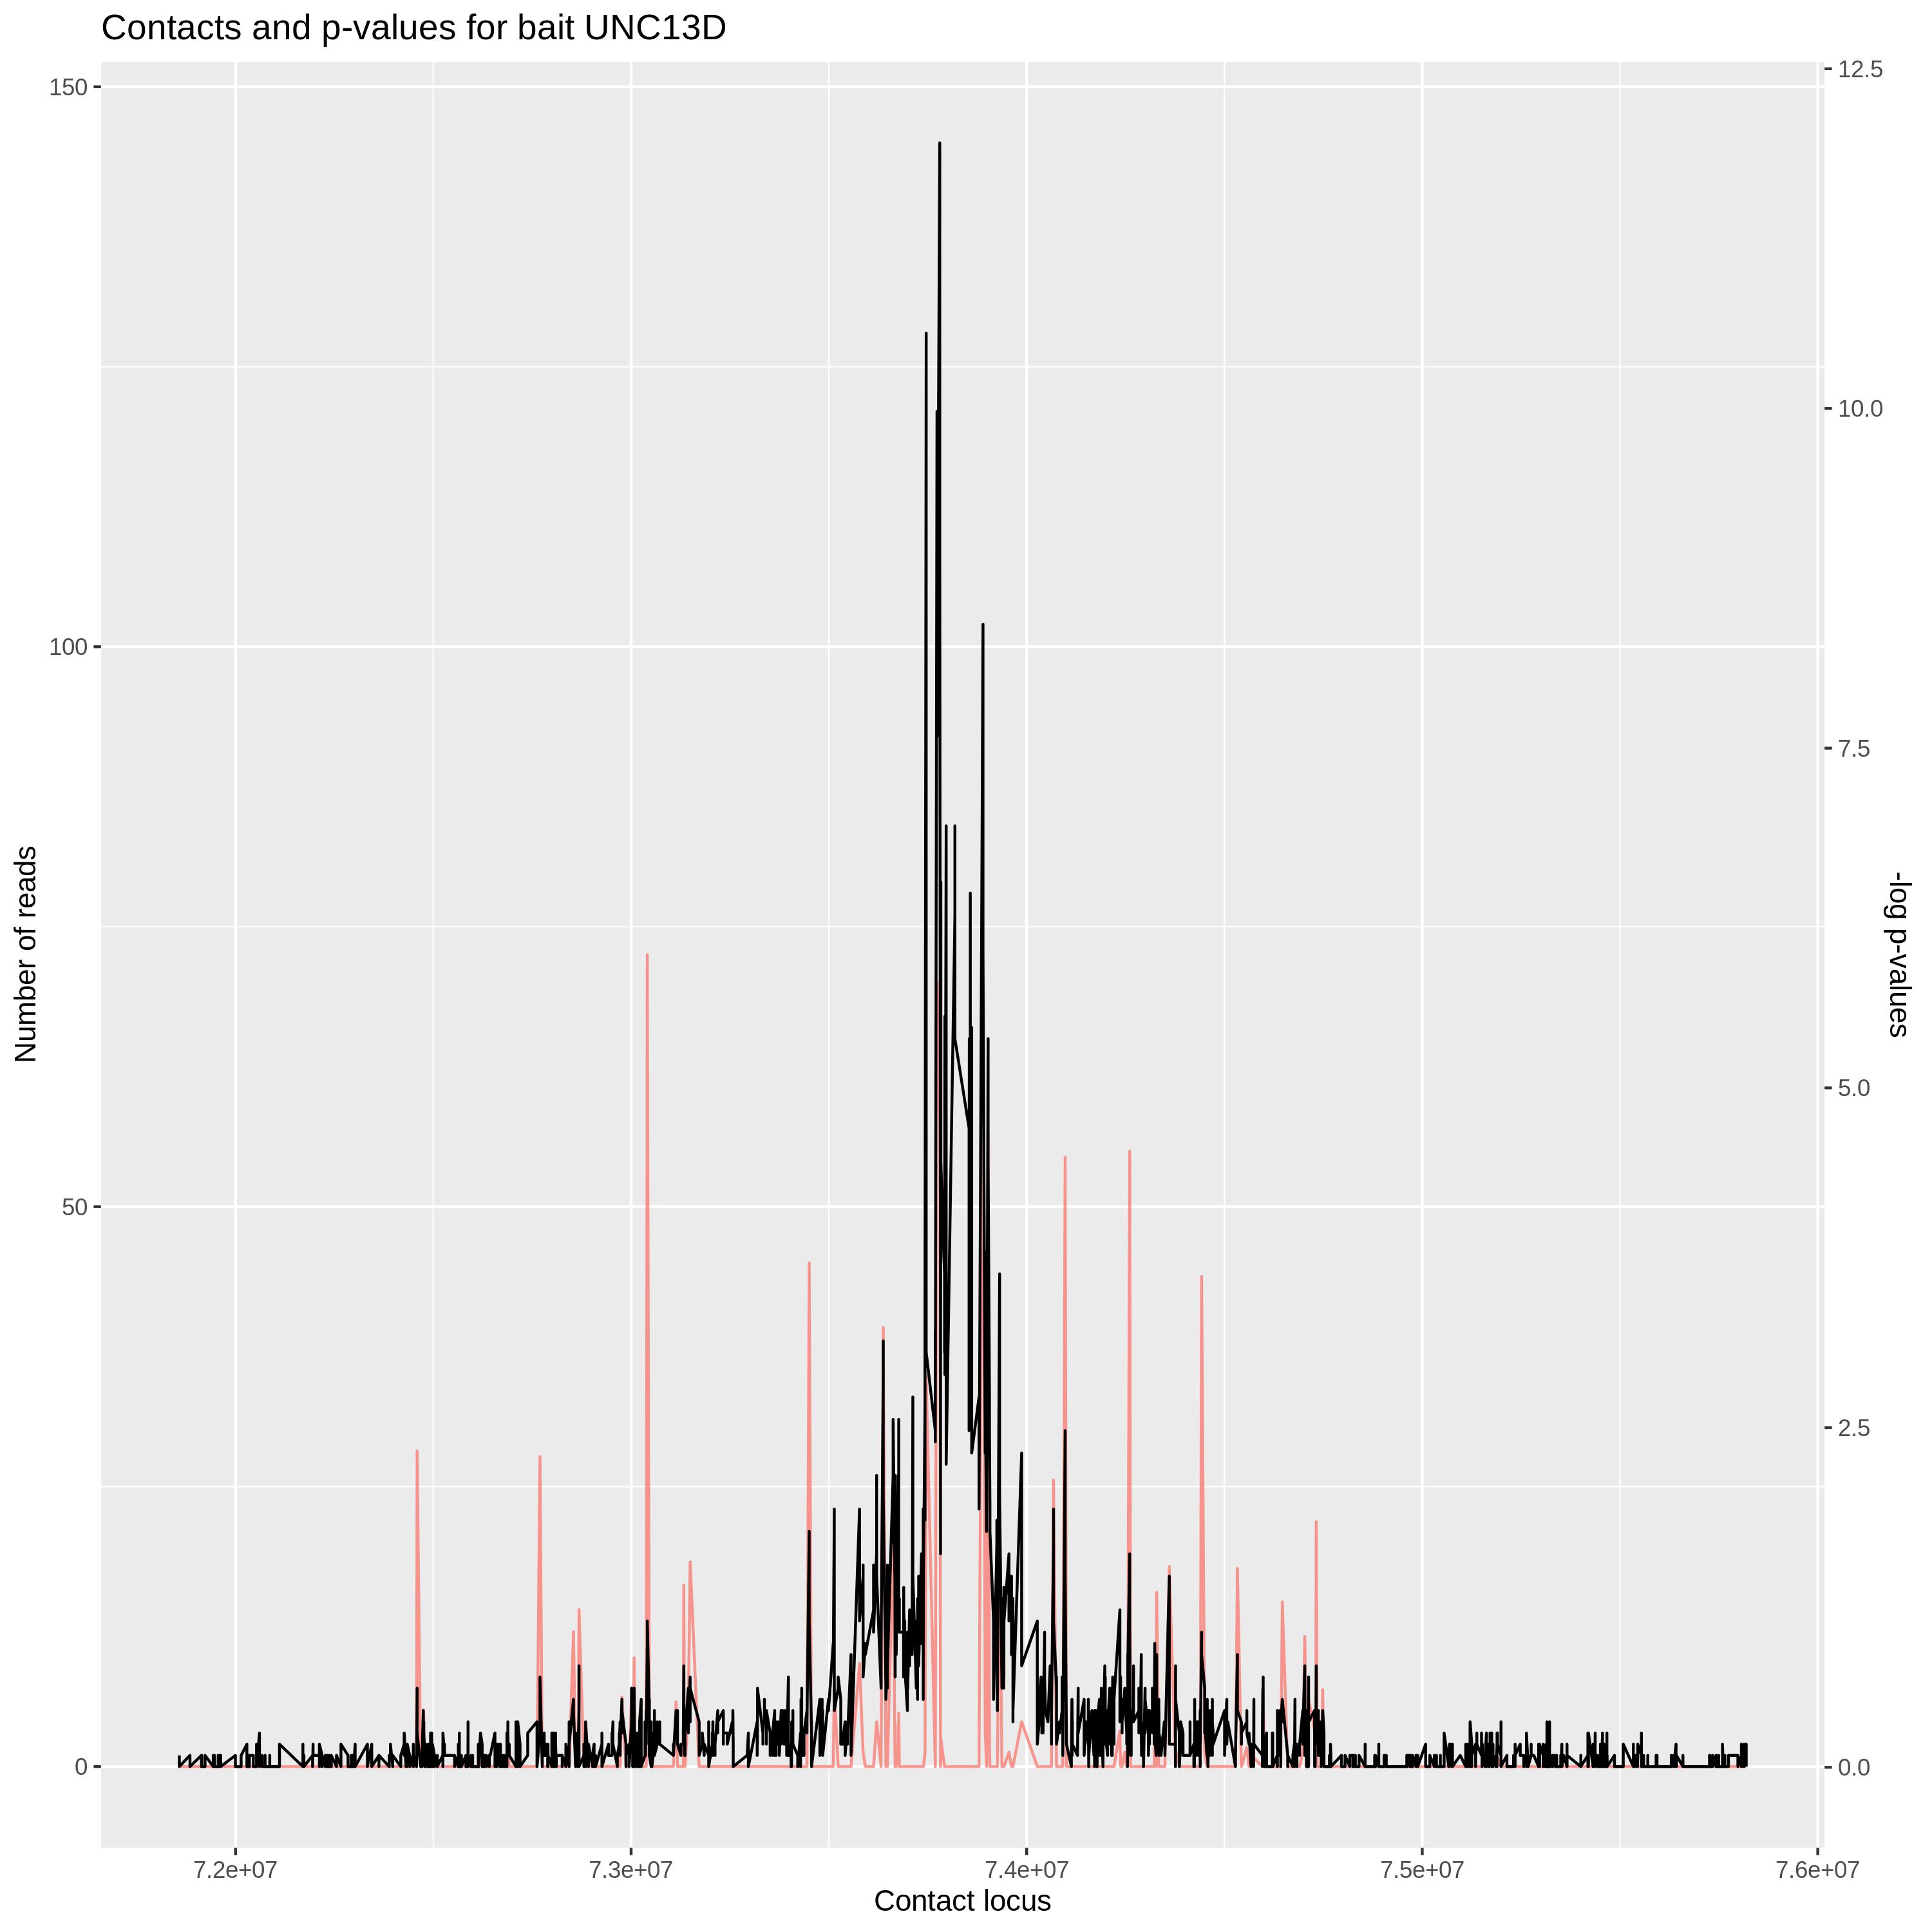 Contacts and p-values for bait UNC13D
150
100
50
0
Number of reads
12.5
10.0
7.5
5.0
2.5
0.0
-log p-values
7.2e+07
7.3e+07
7.4e+07
7.5e+07
7.6e+07
Contact locus